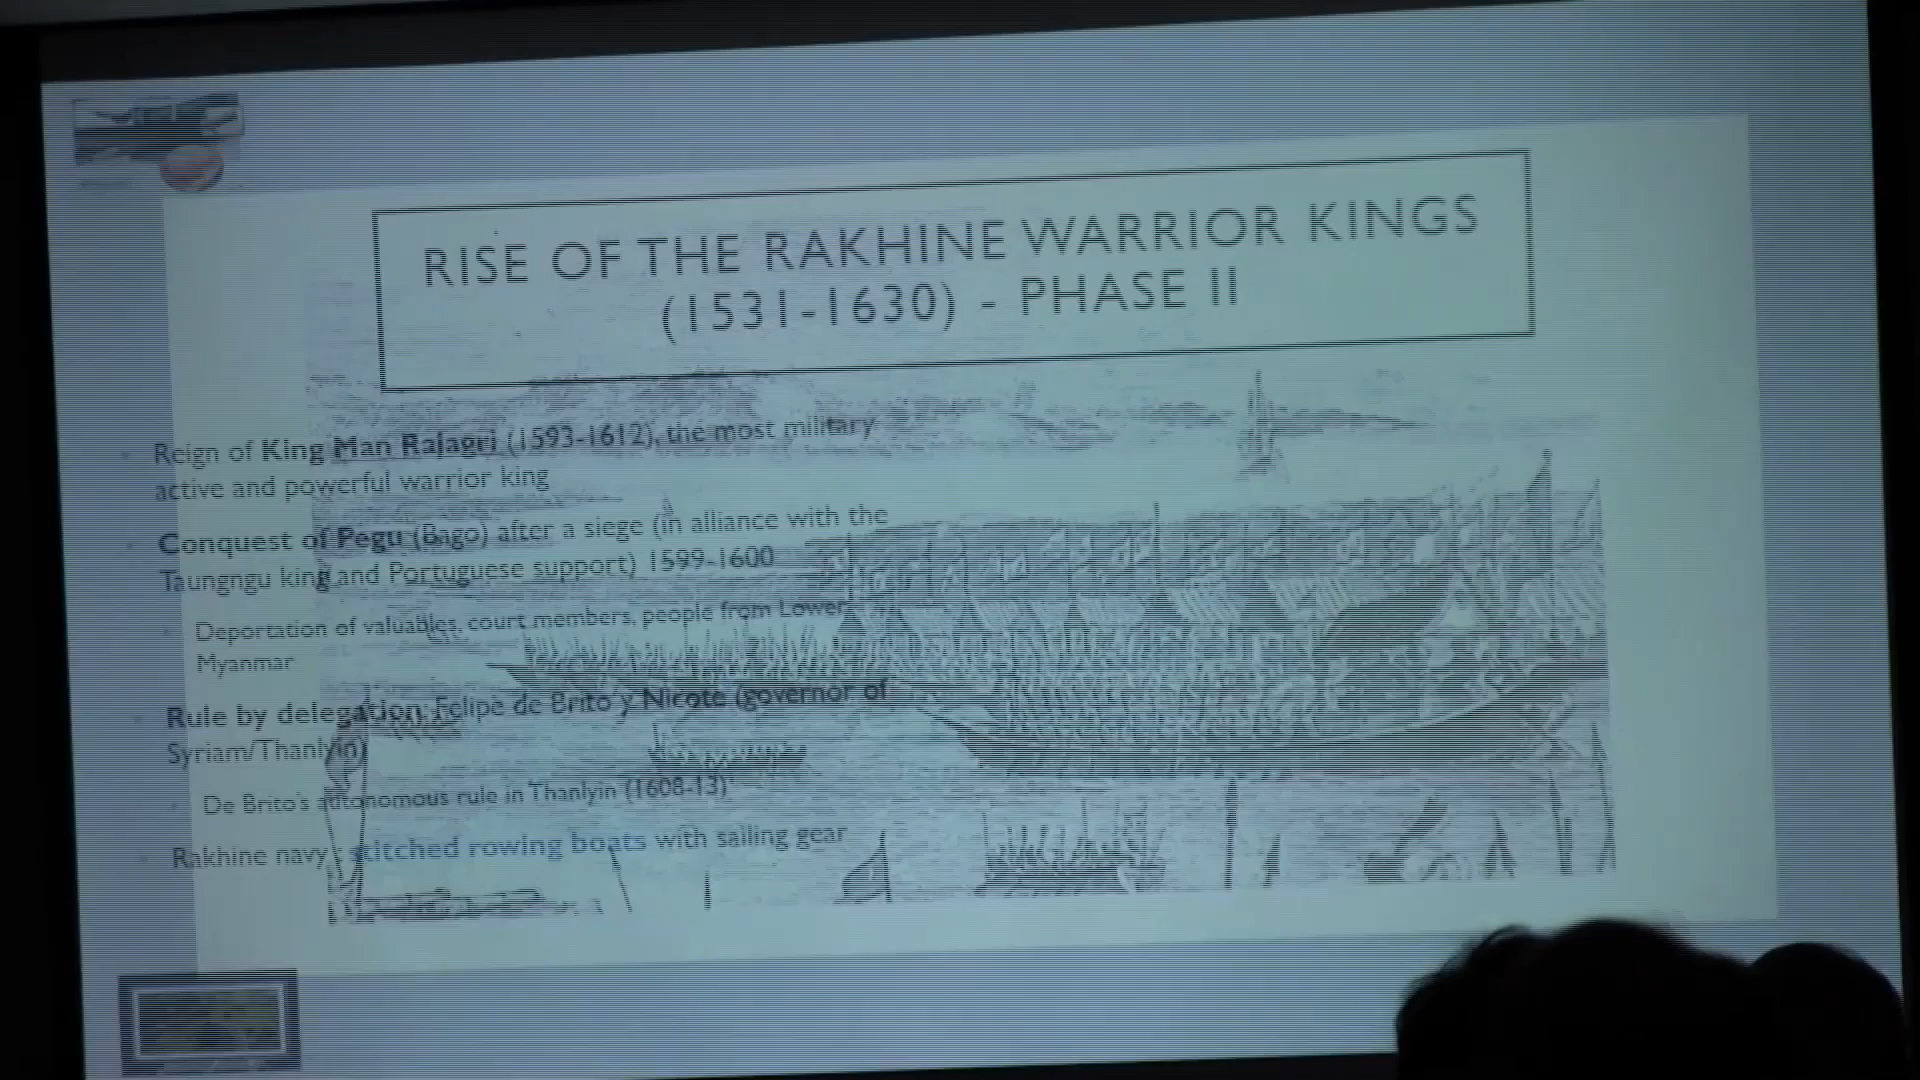 RISE OF THE RAKHINE WARRIOR KINGS
(1531-1630) - PHASE II
Reign of King Man Rajagri (1593-1612), the most military
active and powerful warrior king
Conquest of Pegu (Bago) after a siege (in alliance with the
Taungngu king and Portuguese support) 1599-1600
Deportation of valuables, court members, people from Lower
Myanmar
Rule by delegation Felipe de Brito y Nicote (governor of
Syriam/Thanlyin)
De Brito's autonomous rule in Thanlyin (1608-13)
Rakhine navy: stitched rowing boats with sailing gear